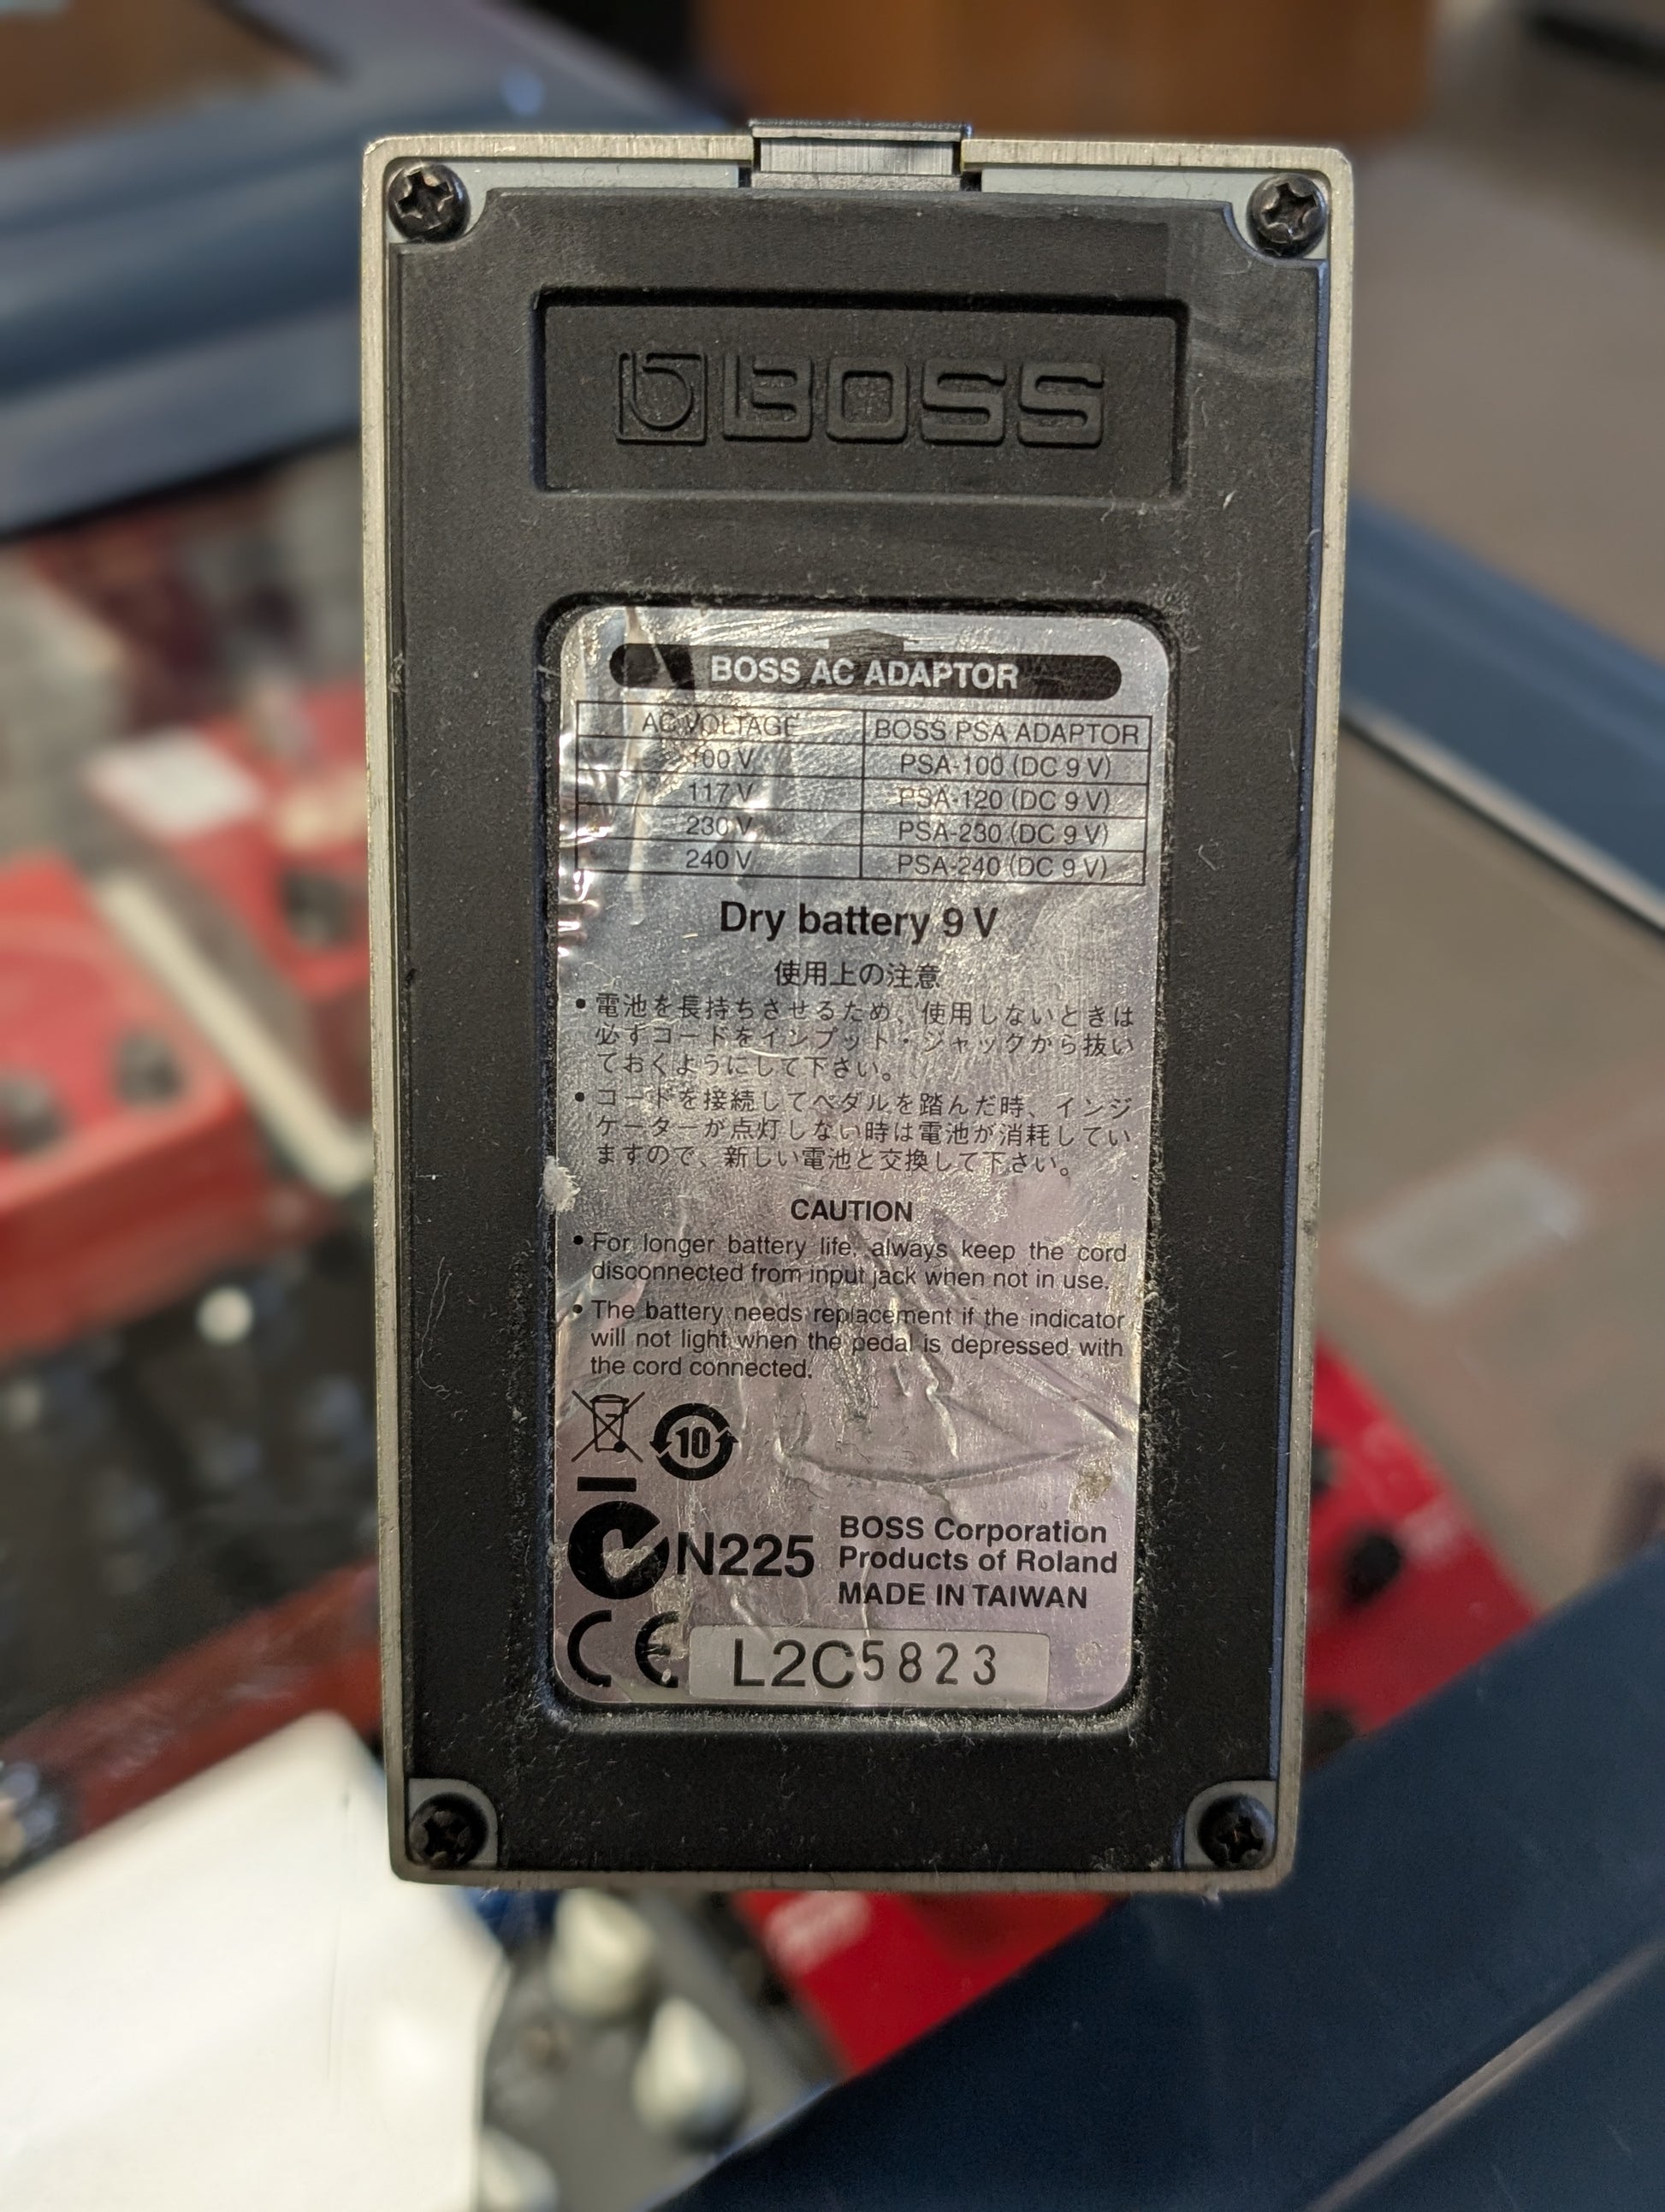 BOSS
BOSS AC ADAPTOR
AC VOLTAGE BOSS PSA ADAPTOR
100 V PSA-100 (DC 9 V)
117 V PSA-120 (DC 9 V)
230 V PSA-230 (DC 9 V)
240 V PSA-240 (DC 9 V)
Dry battery 9 V
使用上の注意
• 電池を長持ちさせるため、使用しないときは
必ずコードをインプット・ジャックから抜い
ておくようにして下さい。
• コードを接続してペダルを踏んだ時、インジ
ケーターが点灯しない時は電池が消耗してい
ますので、新しい電池と交換して下さい。
CAUTION
• For longer battery life, always keep the cord
disconnected from input jack when not in use.
• The battery needs replacement if the indicator
will not light when the pedal is depressed with
the cord connected.
10
N225
BOSS Corporation
Products of Roland
MADE IN TAIWAN
CE
L2C5823